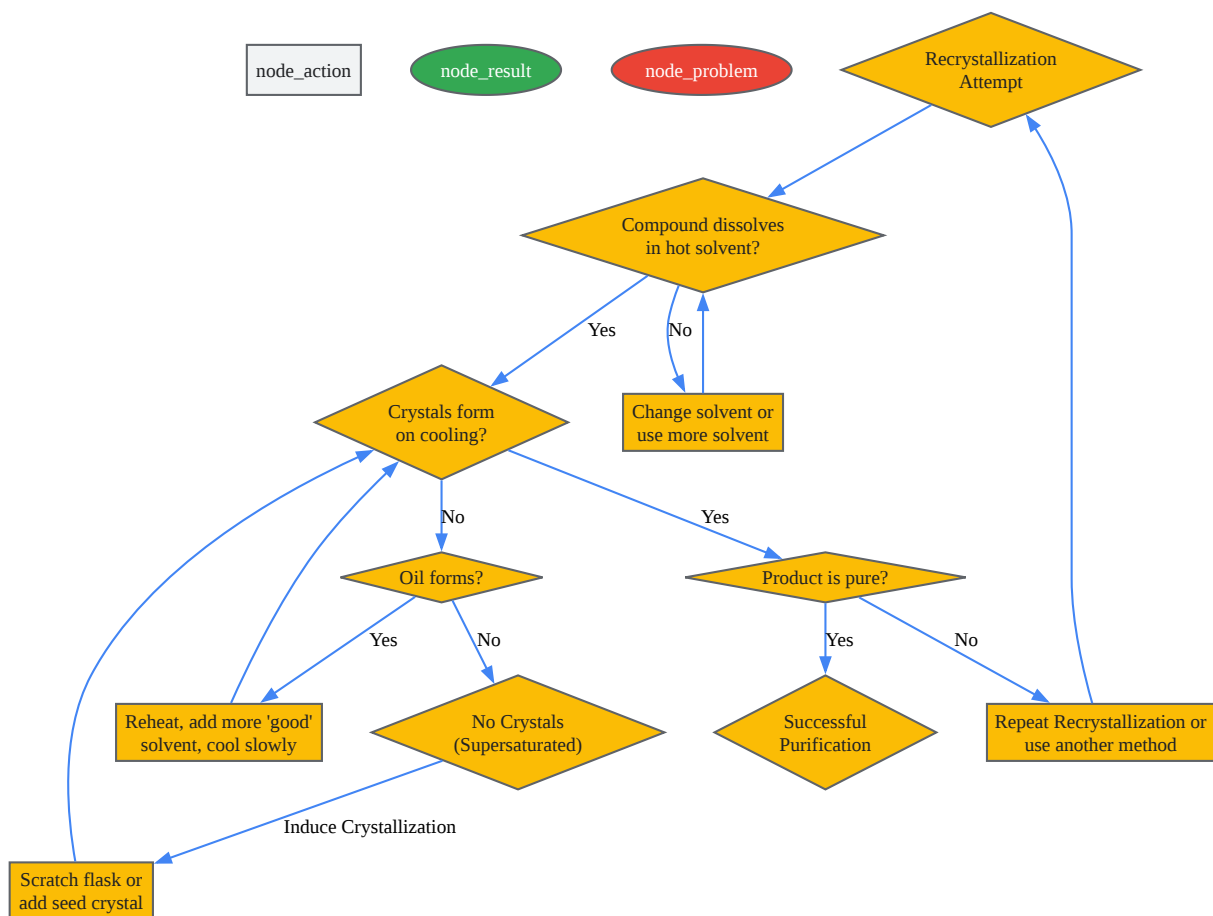 node_action
node_result
node_problem
Recrystallization
Attempt
Compound dissolves
in hot solvent?
Yes
No
Crystals form
on cooling?
Change solvent or
use more solvent
No
Yes
Oil forms?
Product is pure?
Yes
No
Yes
No
Reheat, add more 'good'
solvent, cool slowly
No Crystals
(Supersaturated)
Successful
Purification
Repeat Recrystallization or
use another method
Induce Crystallization
Scratch flask or
add seed crystal